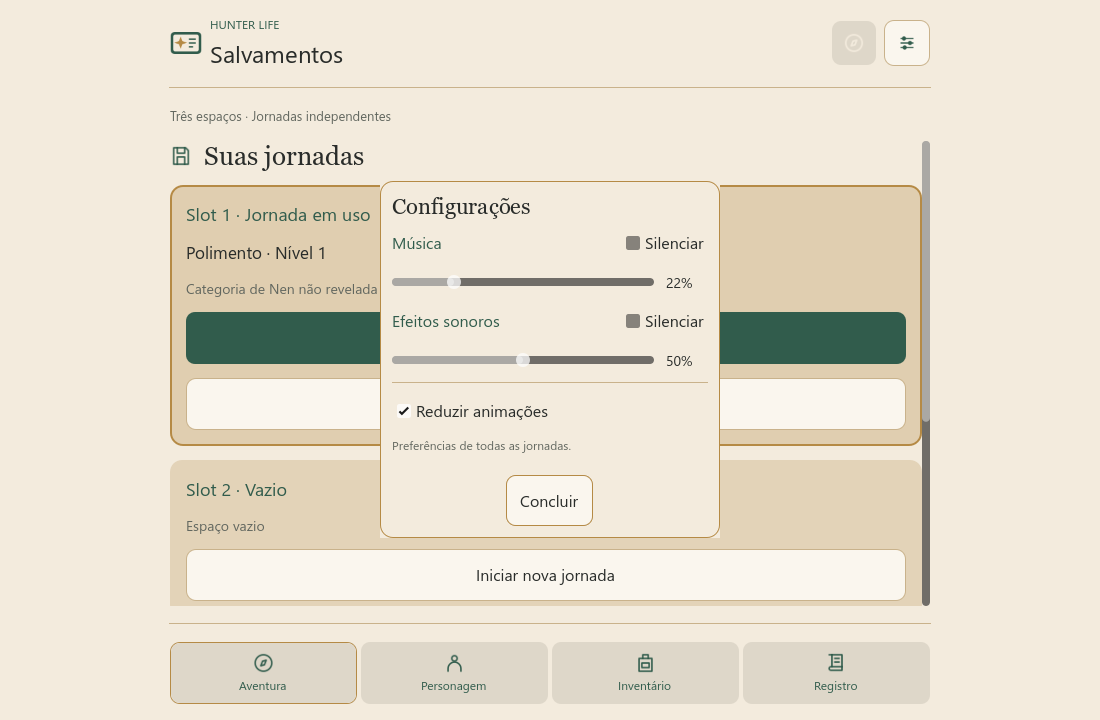 HUNTER LIFE
Salvamentos
Três espaços · Jornadas independentes
Suas jornadas
Slot 1 · Jornada em uso
Polimento · Nível 1
Categoria de Nen não revelada
Configurações
Música
Silenciar
22%
Efeitos sonoros
Silenciar
50%
Reduzir animações
Preferências de todas as jornadas.
Concluir
Slot 2 · Vazio
Espaço vazio
Iniciar nova jornada
Aventura
Personagem
Inventário
Registro